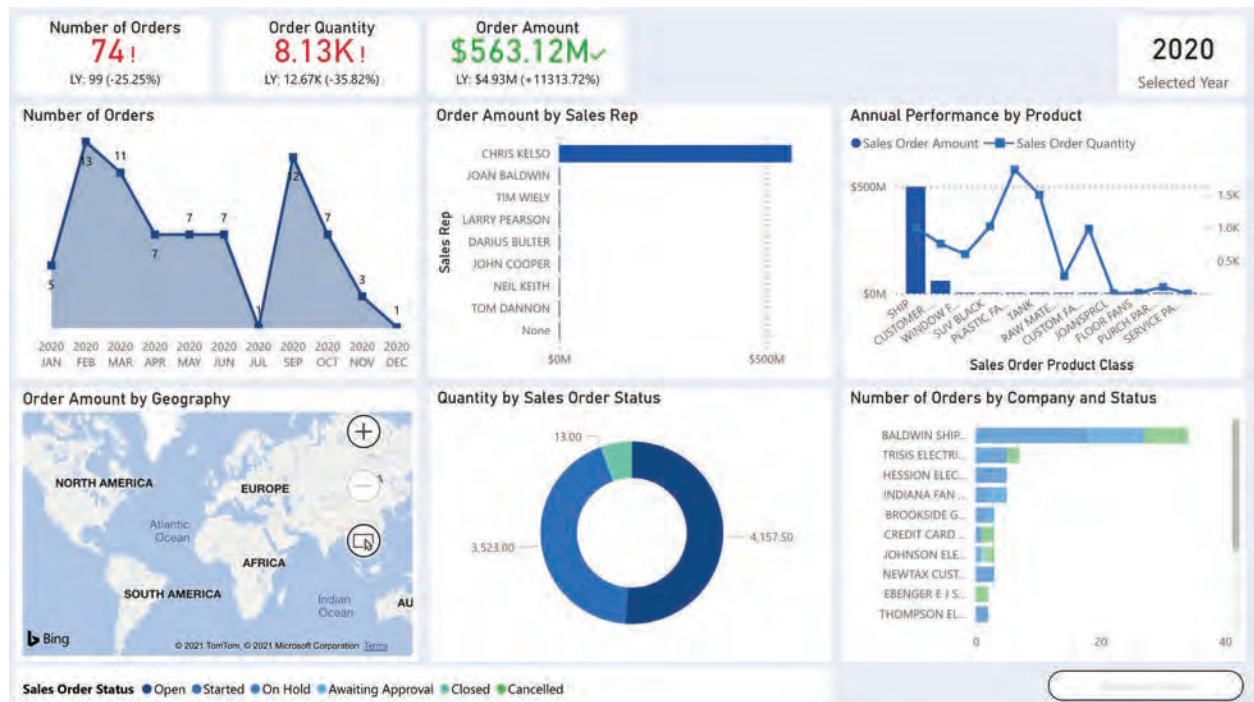 Number of Orders
74 !
LY: 99 (-25.25%)
Order Quantity
8.13K !
LY: 12.67K (-35.82%)
Order Amount
$563.12M
LY: $4.93M (+11313.72%)
2020
Selected Year
Number of Orders
5
13
11
7
7
7
1
12
7
3
1
2020 2020 2020 2020 2020 2020 2020 2020 2020 2020 2020
JAN FEB MAR APR MAY JUN JUL SEP OCT NOV DEC
Order Amount by Sales Rep
Sales Rep
CHRIS KELSO
JOAN BALDWIN
TIM WIELY
LARRY PEARSON
DARIUS BULTER
JOHN COOPER
NEIL KEITH
TOM DANNON
None
$0M $500M
Annual Performance by Product
Sales Order Amount Sales Order Quantity
$500M
$0M
1.5K
1.0K
0.5K
SHIP
CUSTOMER
WINDOW F...
SUV BLACK
PLASTIC FA...
TANK
RAW MATE...
CUSTOM FA...
JOANSPRCL
FLOOR FANS
PURCH PAR...
SERVICE PA...
Sales Order Product Class
Order Amount by Geography
NORTH AMERICA
EUROPE
Atlantic
Ocean
AFRICA
SOUTH AMERICA
Indian
Ocean
AU
Bing
© 2021 TomTom, © 2021 Microsoft Corporation Terms
Quantity by Sales Order Status
13.00
3,523.00
4,157.50
Number of Orders by Company and Status
BALDWIN SHIP...
TRISIS ELECTRI...
HESSION ELEC...
INDIANA FAN ...
BROOKSIDE G...
CREDIT CARD ...
JOHNSON ELE...
NEWTAX CUST...
EBENGER E J S...
THOMPSON EL...
0 20 40
Sales Order Status Open Started On Hold Awaiting Approval Closed Cancelled